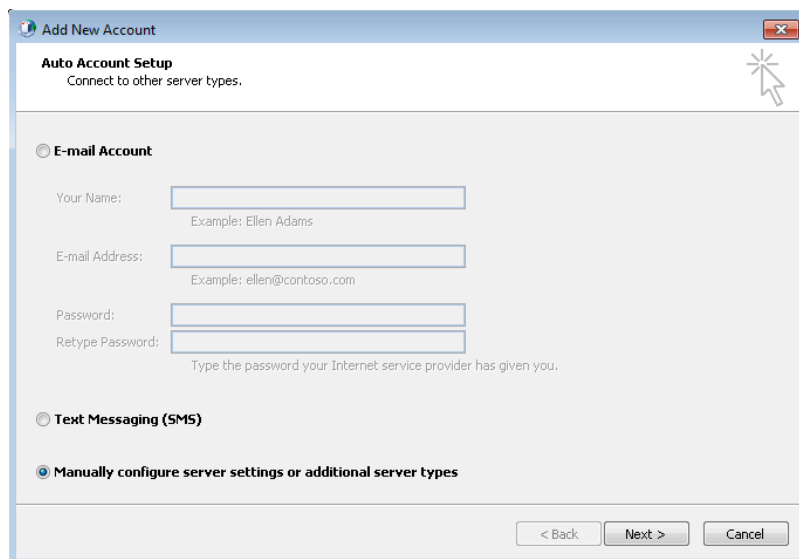 Add New Account
Auto Account Setup
Connect to other server types.
E-mail Account
Your Name:
Example: Ellen Adams
E-mail Address:
Example: ellen@contoso.com
Password:
Retype Password:
Type the password your Internet service provider has given you.
Text Messaging (SMS)
Manually configure server settings or additional server types
< Back Next > Cancel